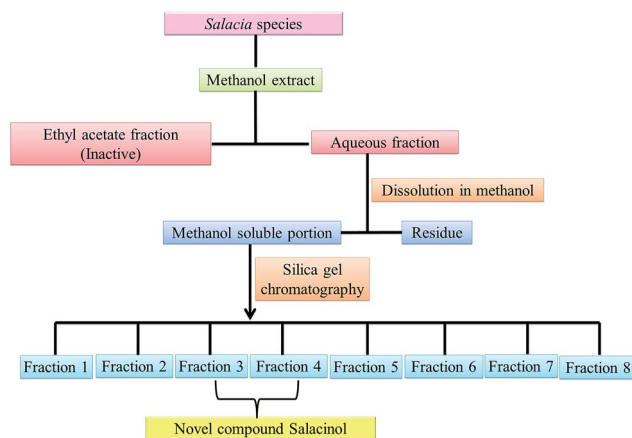 Salacia species
Methanol extract
Ethyl acetate fraction
(Inactive)
Aqueous fraction
Dissolution in methanol
Methanol soluble portion
Residue
Silica gel
chromatography
Fraction 1
Fraction 2
Fraction 3
Fraction 4
Fraction 5
Fraction 6
Fraction 7
Fraction 8
Novel compound Salacinol